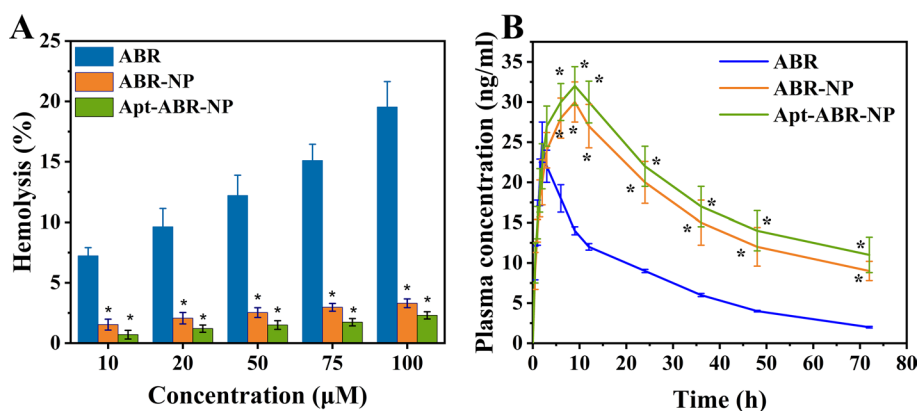 A
Hemolysis (%)
25
20
15
10
5
0
ABR
ABR-NP
Apt-ABR-NP
* * * * * * * * * *
10 20 50 75 100
Concentration (μM)
B
Plasma concentration (ng/ml)
40
35
30
25
20
15
10
5
0
ABR
ABR-NP
Apt-ABR-NP
* * * * * * * * * * * * * *
0 10 20 30 40 50 60 70 80
Time (h)